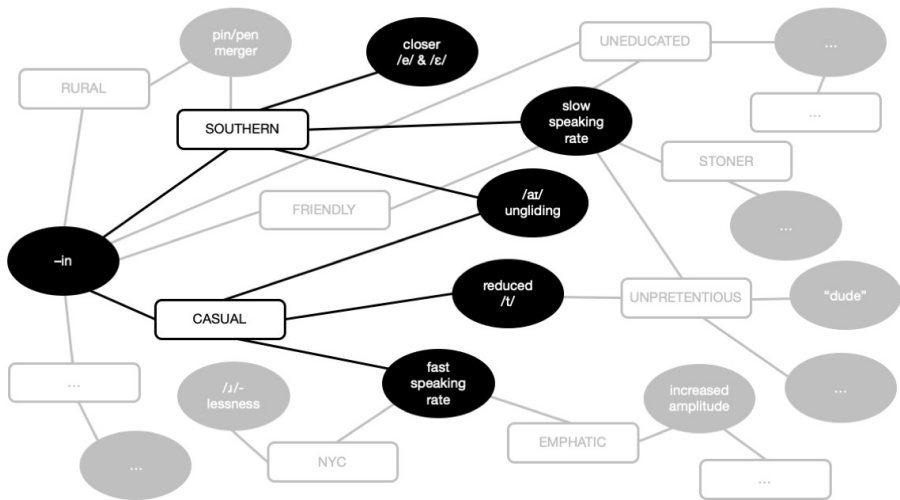 pin/pen
merger
closer
/e/ & /ɛ/
UNEDUCATED
...
RURAL
SOUTHERN
slow
speaking
rate
...
STONER
FRIENDLY
/aɪ/
ungliding
...
–in
reduced
/t/
UNPRETENTIOUS
“dude”
CASUAL
...
/ɹ/-
lessness
fast
speaking
rate
increased
amplitude
...
NYC
EMPHATIC
...
...